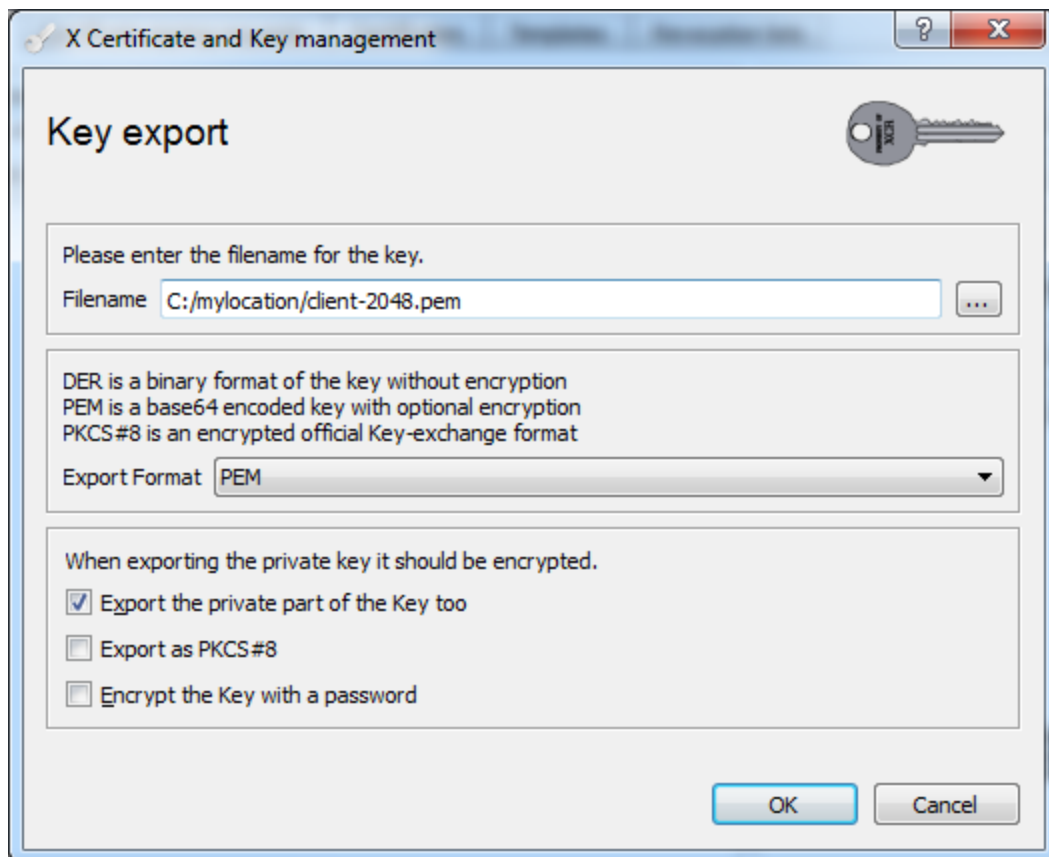 X Certificate and Key management
Key export
Please enter the filename for the key.
Filename C:/mylocation/client-2048.pem ...
DER is a binary format of the key without encryption
PEM is a base64 encoded key with optional encryption
PKCS#8 is an encrypted official Key-exchange format
Export Format PEM
When exporting the private key it should be encrypted.
Export the private part of the Key too
Export as PKCS#8
Encrypt the Key with a password
OK Cancel